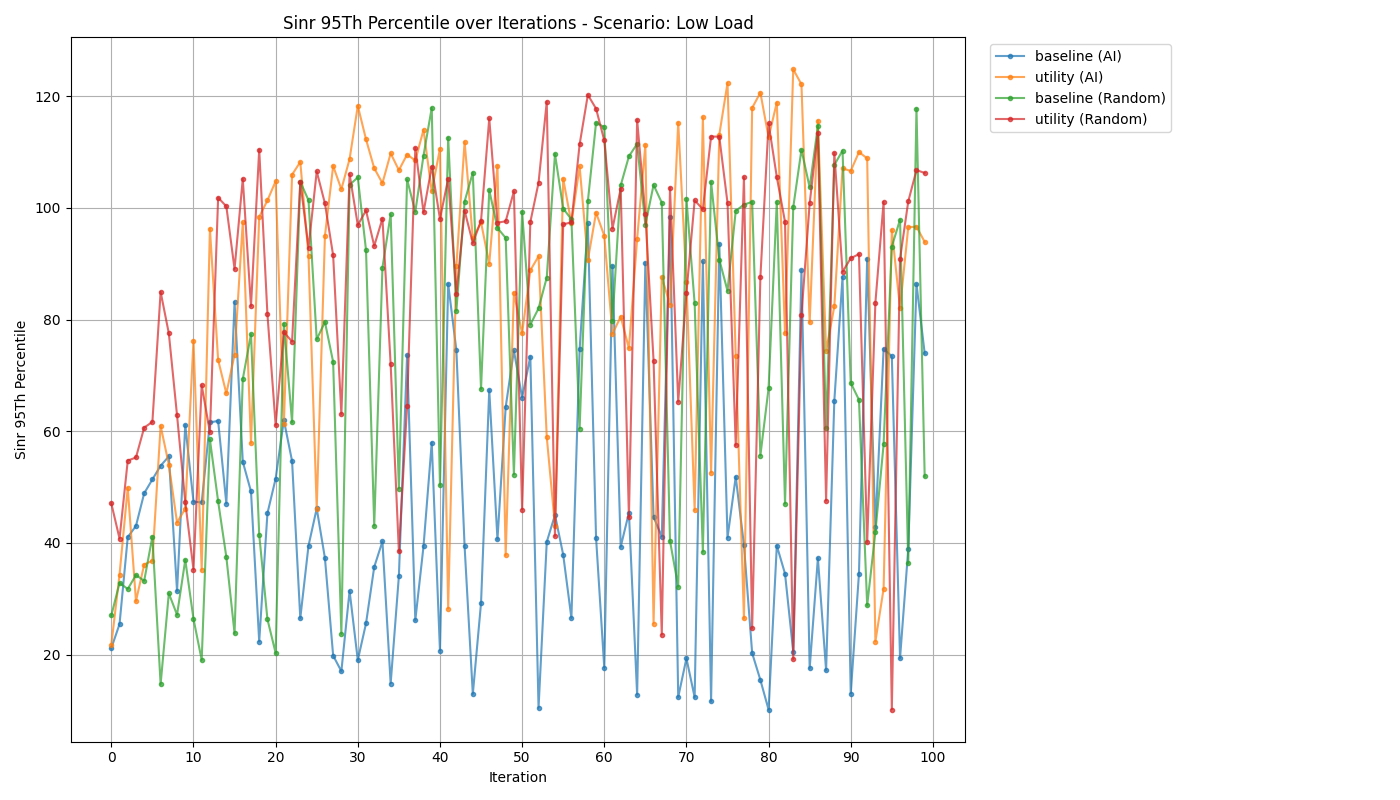 Sinr 95Th Percentile over Iterations - Scenario: Low Load
baseline (AI)
utility (AI)
baseline (Random)
utility (Random)
Sinr 95Th Percentile
120
100
80
60
40
20
0 10 20 30 40 50 60 70 80 90 100
Iteration